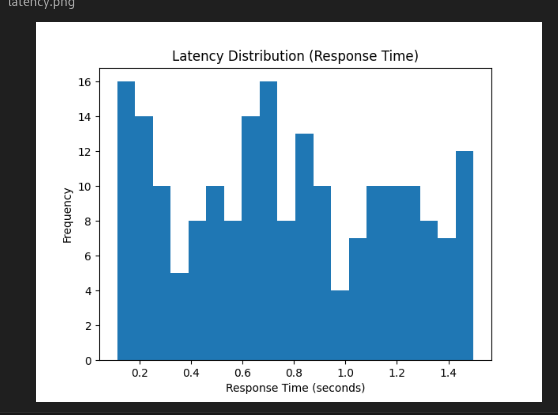 latency.png
Latency Distribution (Response Time)
16
14
12
10
8
6
4
2
0
Frequency
0.2 0.4 0.6 0.8 1.0 1.2 1.4
Response Time (seconds)